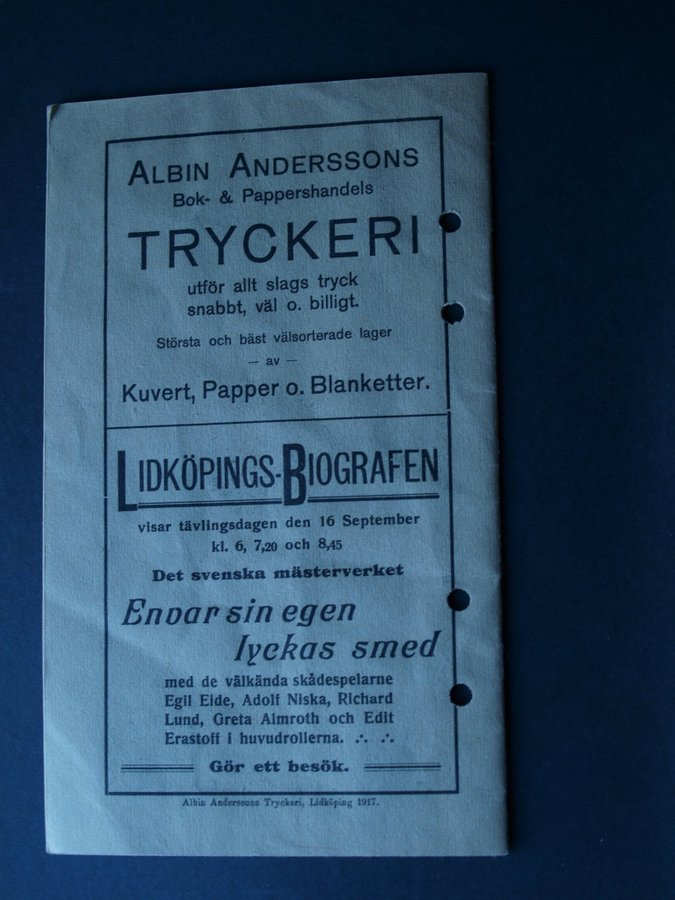 ALBIN ANDERSSONS
Bok- & Pappershandels
TRYCKERI
utför allt slags tryck
snabbt, väl o. billigt.
Största och bäst välsorterade lager
— av —
Kuvert, Papper o. Blanketter.
LIDKÖPINGS-BIOGRAFEN
visar tävlingsdagen den 16 September
kl. 6, 7,20 och 8,45
Det svenska mästerverket
Envar sin egen
lyckas smed
med de välkända skådespelarne
Egil Eide, Adolf Niska, Richard
Lund, Greta Almroth och Edit
Erastoff i huvudrollerna. ∴ ∴
Gör ett besök.
Albin Anderssons Tryckeri, Lidköping 1917.